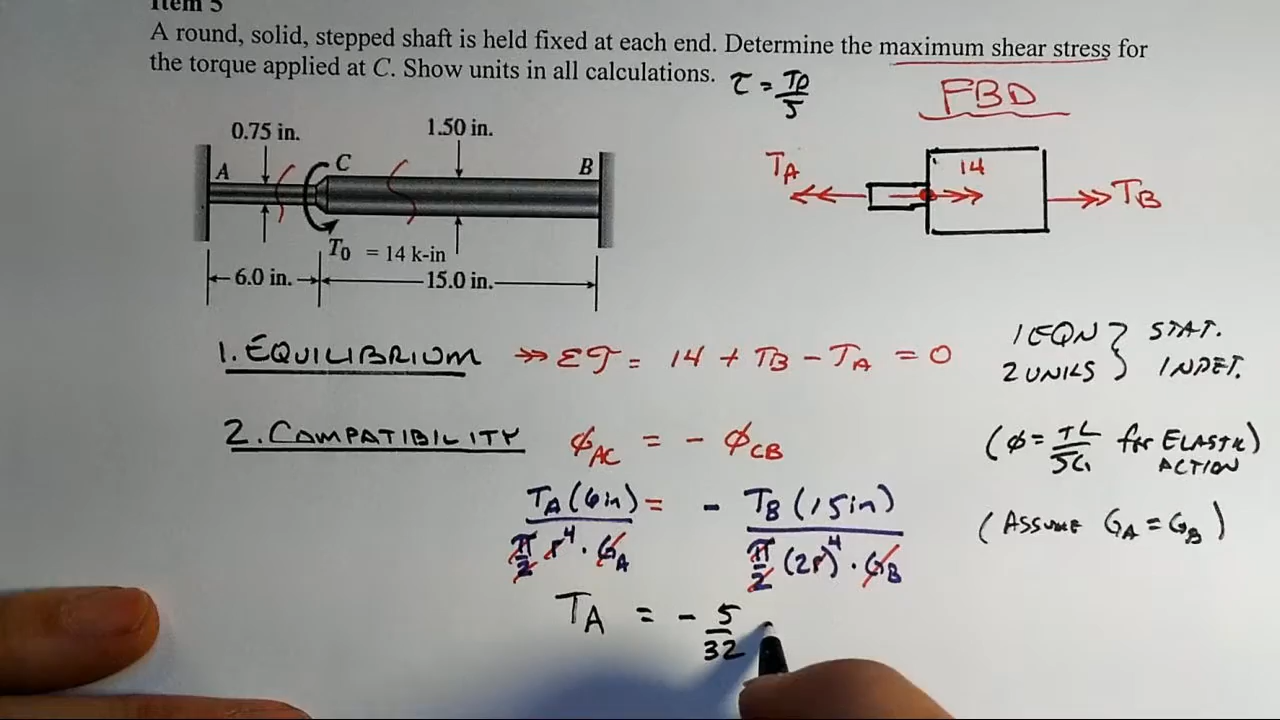 Item 5
A round, solid, stepped shaft is held fixed at each end. Determine the maximum shear stress for
the torque applied at C. Show units in all calculations.
τ = Tρ/J
FBD
0.75 in.
1.50 in.
A
C
B
T0 = 14 k-in
6.0 in.
15.0 in.
TA
14
TB
1. EQUILIBRIUM →» ΣT = 14 + TB - TA = 0
1 EQN } STAT.
2 UNKS } INDET.
2. COMPATIBILITY φAC = - φCB
(φ = TL/JG for ELASTIC
ACTION)
TA (6in) / π/2 r⁴ · GA = - TB (15in) / π/2 (2r)⁴ · GB
(ASSUME GA = GB)
TA = - 5/32